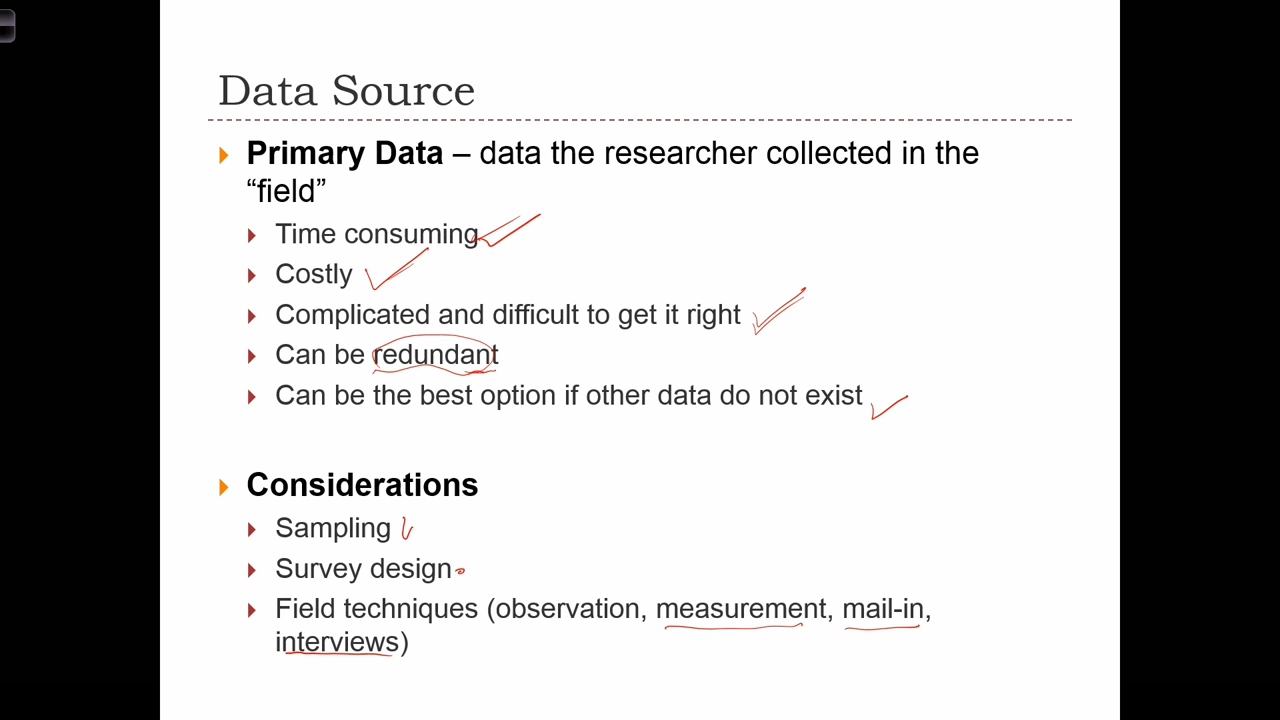 Data Source
Primary Data – data the researcher collected in the
“field”
Time consuming
Costly
Complicated and difficult to get it right
Can be redundant
Can be the best option if other data do not exist
Considerations
Sampling
Survey design
Field techniques (observation, measurement, mail-in,
interviews)